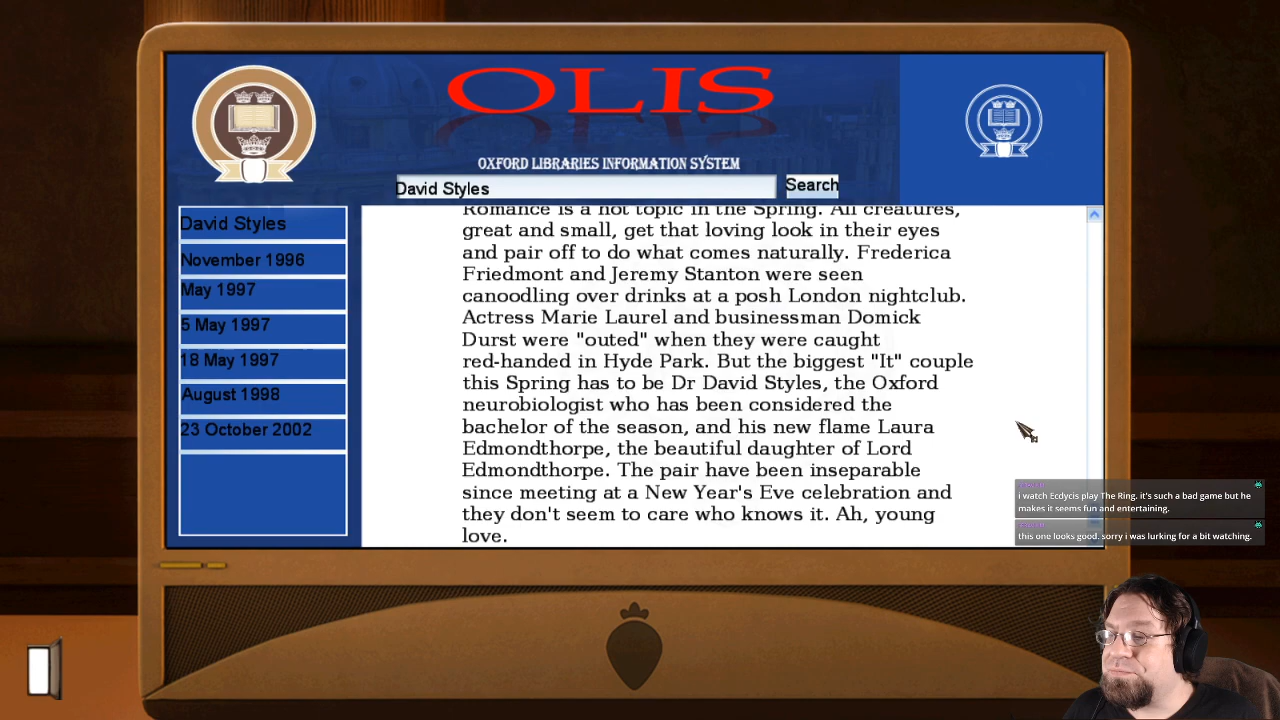 OLIS
OXFORD LIBRARIES INFORMATION SYSTEM
David Styles
Search
David Styles
November 1996
May 1997
5 May 1997
18 May 1997
August 1998
23 October 2002
Romance is a hot topic in the Spring. All creatures,
great and small, get that loving look in their eyes
and pair off to do what comes naturally. Frederica
Friedmont and Jeremy Stanton were seen
canoodling over drinks at a posh London nightclub.
Actress Marie Laurel and businessman Domick
Durst were "outed" when they were caught
red-handed in Hyde Park. But the biggest "It" couple
this Spring has to be Dr David Styles, the Oxford
neurobiologist who has been considered the
bachelor of the season, and his new flame Laura
Edmondthorpe, the beautiful daughter of Lord
Edmondthorpe. The pair have been inseparable
since meeting at a New Year's Eve celebration and
they don't seem to care who knows it. Ah, young
love.
i watch Ecdycis play The Ring. it's such a bad game but he
makes it seems fun and entertaining.
this one looks good. sorry i was lurking for a bit watching.